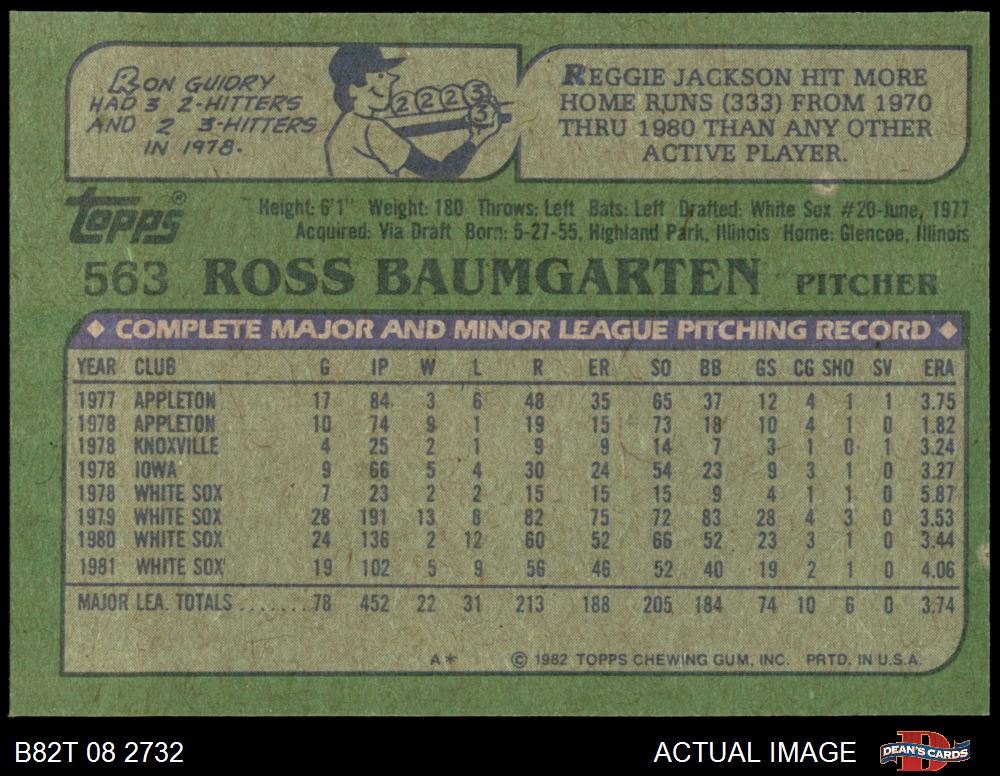 RON GUIDRY
HAD 3 2-HITTERS
AND 2 3-HITTERS
IN 1978.
2 2 2 3
3
REGGIE JACKSON HIT MORE
HOME RUNS (333) FROM 1970
THRU 1980 THAN ANY OTHER
ACTIVE PLAYER.
Topps®
Height: 6'1" Weight: 180 Throws: Left Bats: Left Drafted: White Sox #20-June, 1977
Acquired: Via Draft Born: 5-27-55, Highland Park, Illinois Home: Glencoe, Illinois
563 ROSS BAUMGARTEN PITCHER
◆ COMPLETE MAJOR AND MINOR LEAGUE PITCHING RECORD ◆
YEAR CLUB G IP W L R ER SO BB GS CG SHO SV ERA
1977 APPLETON 17 84 3 6 48 35 65 37 12 4 1 1 3.75
1978 APPLETON 10 74 9 1 19 15 73 18 10 4 1 0 1.82
1978 KNOXVILLE 4 25 2 1 9 9 14 7 3 1 0 1 3.24
1978 IOWA 9 66 5 4 30 24 54 23 9 3 1 0 3.27
1978 WHITE SOX 7 23 2 2 15 15 15 9 4 1 1 0 5.87
1979 WHITE SOX 28 191 13 8 82 75 72 83 28 4 3 0 3.53
1980 WHITE SOX 24 136 2 12 60 52 66 52 23 3 1 0 3.44
1981 WHITE SOX 19 102 5 9 56 46 52 40 19 2 1 0 4.06
MAJOR LEA. TOTALS .......78 452 22 31 213 188 205 184 74 10 6 0 3.74
A* © 1982 TOPPS CHEWING GUM, INC. PRTD. IN U.S.A.
B82T 08 2732 ACTUAL IMAGE DEAN'S CARDS